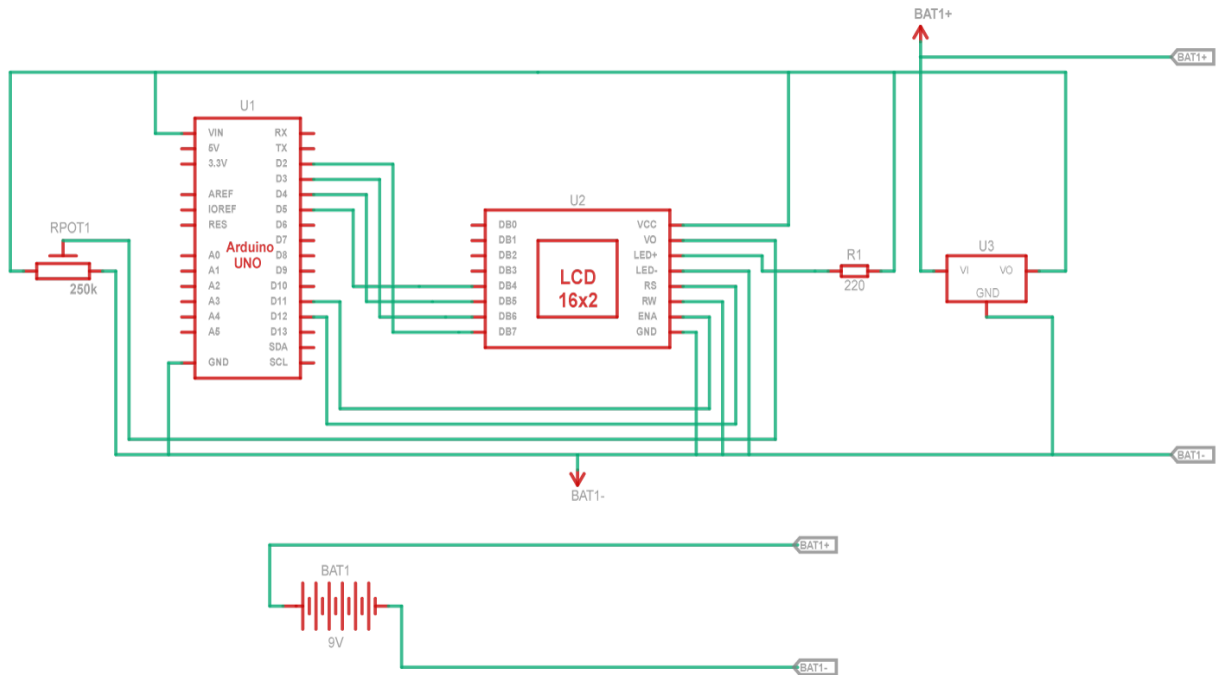 BAT1+
BAT1+
U1
VIN
5V
3.3V
AREF
IOREF
RES
A0
A1
A2
A3
A4
A5
GND
Arduino
UNO
RX
TX
D2
D3
D4
D5
D6
D7
D8
D9
D10
D11
D12
D13
SDA
SCL
RPOT1
250k
U2
DB0
DB1
DB2
DB3
DB4
DB5
DB6
DB7
LCD
16x2
VCC
VO
LED+
LED-
RS
RW
ENA
GND
R1
220
U3
VI
VO
GND
BAT1-
BAT1-
BAT1+
BAT1
9V
BAT1-